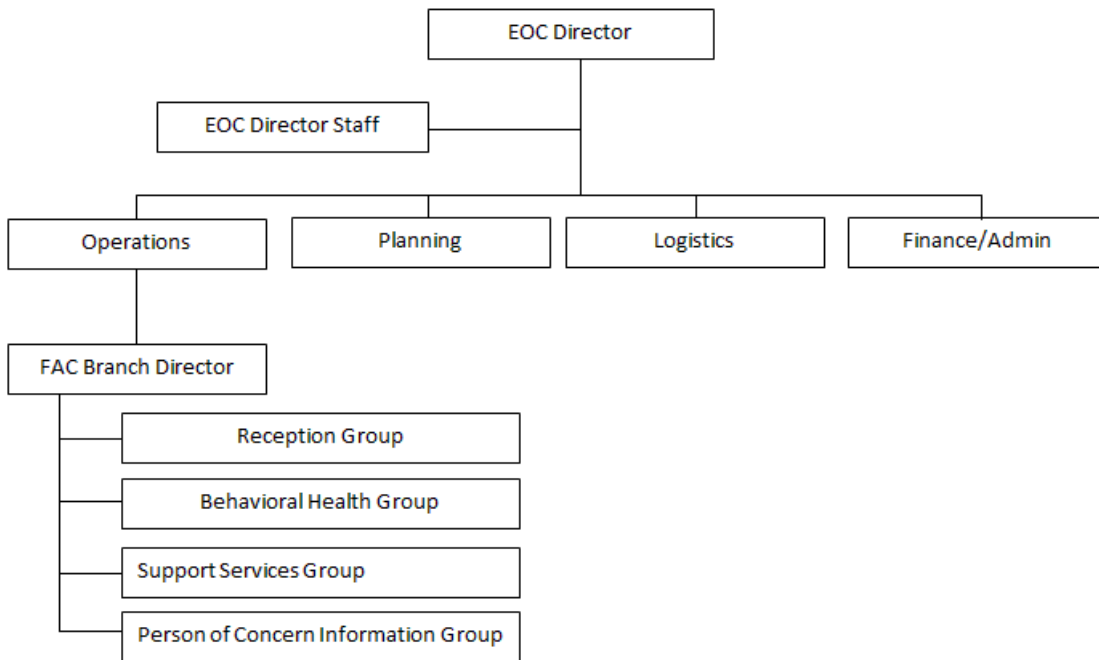 EOC Director
EOC Director Staff
Operations
Planning
Logistics
Finance/Admin
FAC Branch Director
Reception Group
Behavioral Health Group
Support Services Group
Person of Concern Information Group